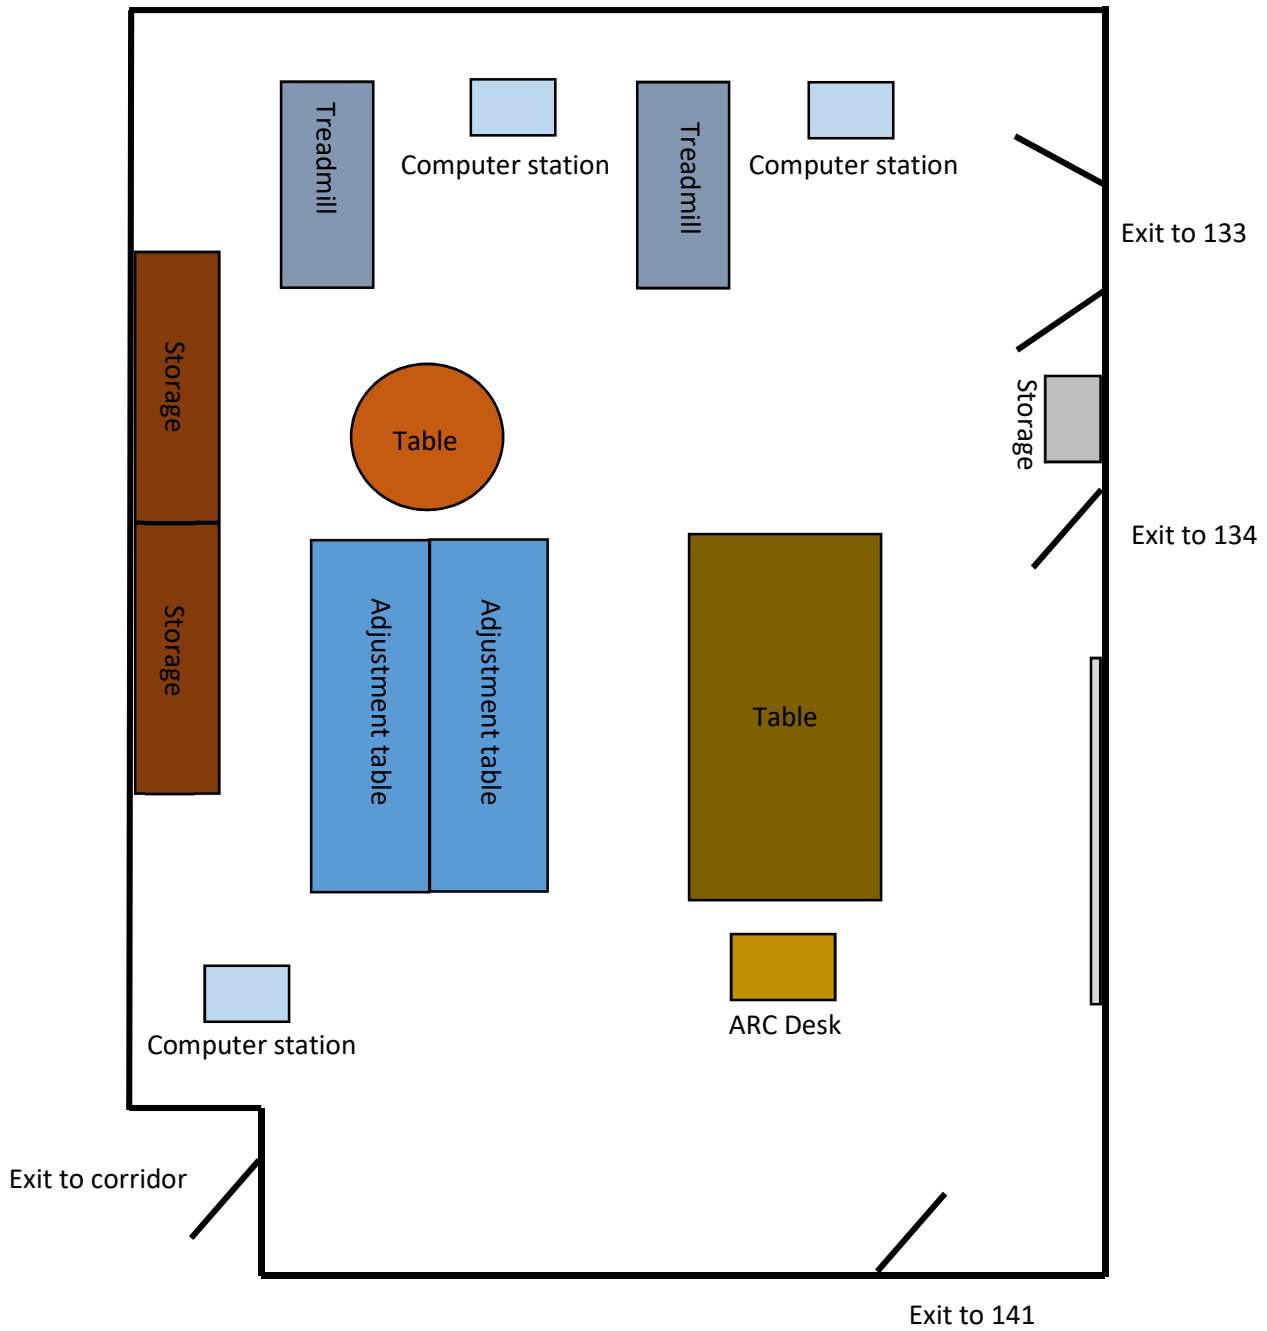 Treadmill
Computer station
Treadmill
Computer station
Exit to 133
Storage
Table
Storage
Exit to 134
Storage
Adjustment table
Adjustment table
Table
Computer station
ARC Desk
Exit to corridor
Exit to 141